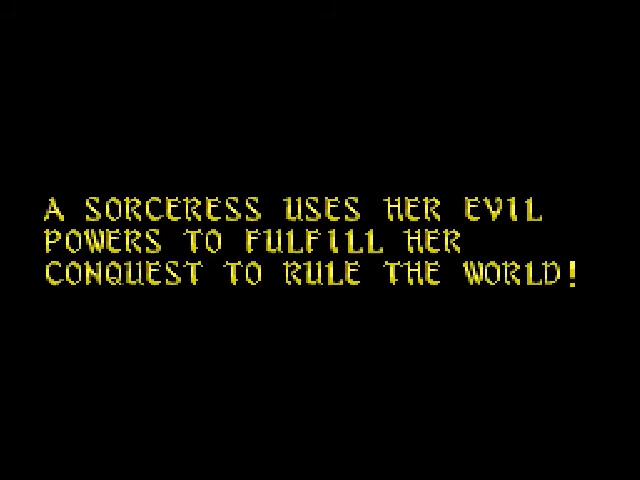 A SORCERESS USES HER EVIL
POWERS TO FULFILL HER
CONQUEST TO RULE THE WORLD!